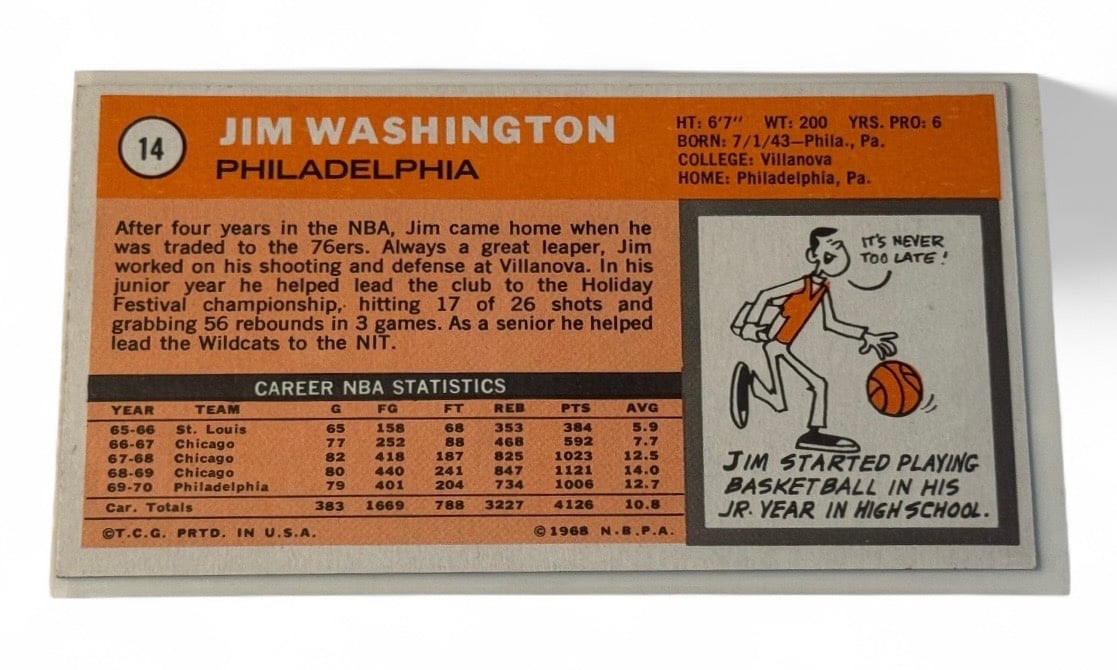 14
JIM WASHINGTON
PHILADELPHIA
HT: 6'7" WT: 200 YRS. PRO: 6
BORN: 7/1/43—Phila., Pa.
COLLEGE: Villanova
HOME: Philadelphia, Pa.
After four years in the NBA, Jim came home when he
was traded to the 76ers. Always a great leaper, Jim
worked on his shooting and defense at Villanova. In his
junior year he helped lead the club to the Holiday
Festival championship, hitting 17 of 26 shots and
grabbing 56 rebounds in 3 games. As a senior he helped
lead the Wildcats to the NIT.
CAREER NBA STATISTICS
YEAR TEAM G FG FT REB PTS AVG
65-66 St. Louis 65 158 68 353 384 5.9
66-67 Chicago 77 252 88 468 592 7.7
67-68 Chicago 82 418 187 825 1023 12.5
68-69 Chicago 80 440 241 847 1121 14.0
69-70 Philadelphia 79 401 204 734 1006 12.7
Car. Totals 383 1669 788 3227 4126 10.8
©T.C.G. PRTD. IN U.S.A. ©1968 N.B.P.A.
IT'S NEVER
TOO LATE!
JIM STARTED PLAYING
BASKETBALL IN HIS
JR. YEAR IN HIGH SCHOOL.